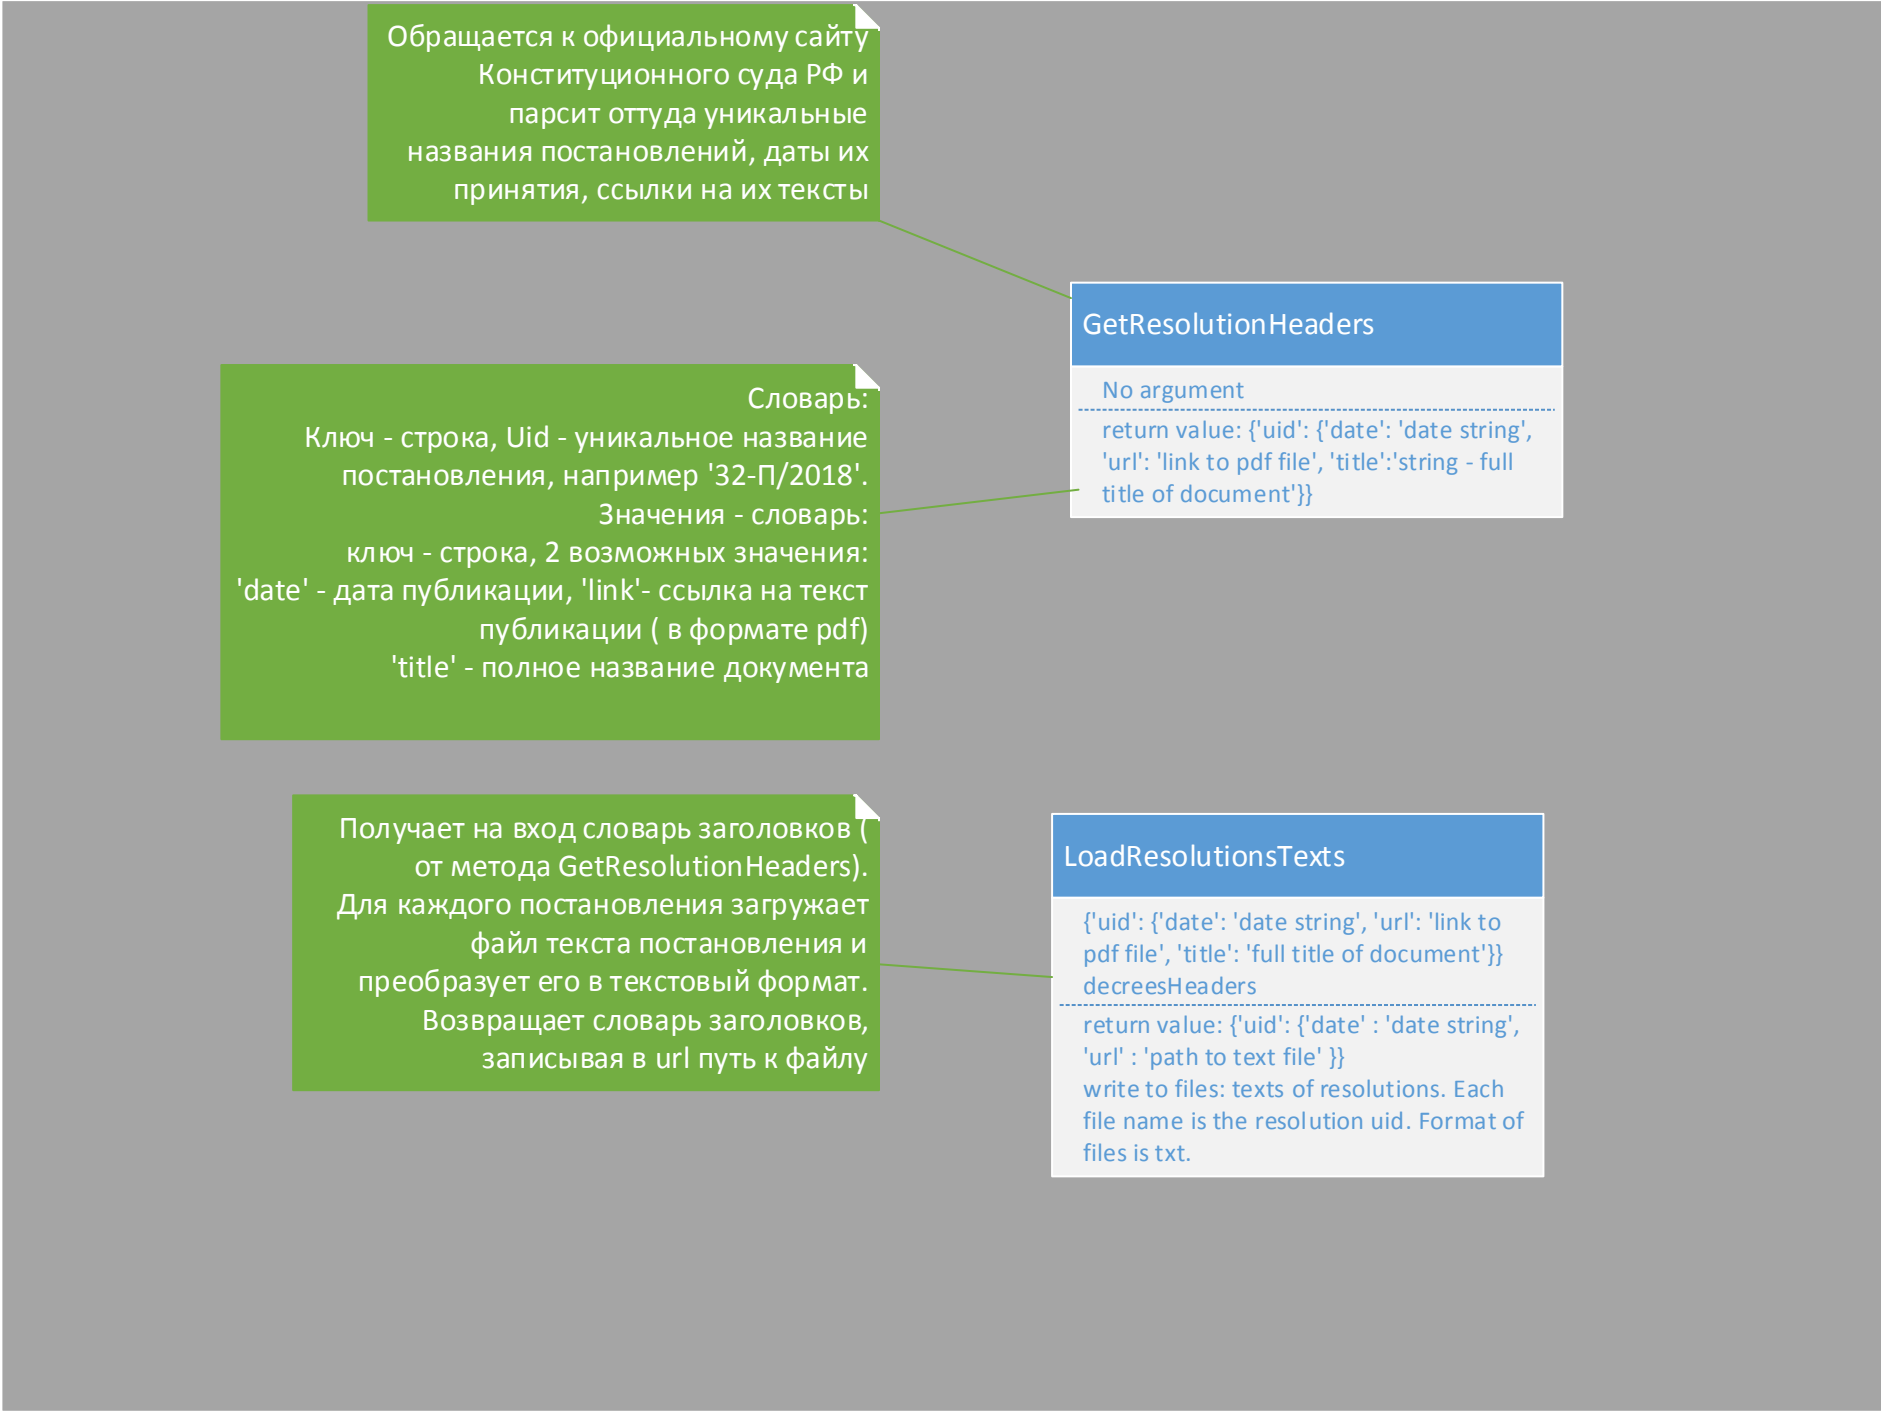 Обращается к официальному сайту
Конституционного суда РФ и
парсит оттуда уникальные
названия постановлений, даты их
принятия, ссылки на их тексты
GetResolutionHeaders
No argument
return value: {'uid': {'date': 'date string',
'url': 'link to pdf file', 'title':'string - full
title of document'}}
Словарь:
Ключ - строка, Uid - уникальное название
постановления, например '32-П/2018'.
Значения - словарь:
ключ - строка, 2 возможных значения:
'date' - дата публикации, 'link'- ссылка на текст
публикации ( в формате pdf)
'title' - полное название документа
Получает на вход словарь заголовков (
от метода GetResolutionHeaders).
Для каждого постановления загружает
файл текста постановления и
преобразует его в текстовый формат.
Возвращает словарь заголовков,
записывая в url путь к файлу
LoadResolutionsTexts
{'uid': {'date': 'date string', 'url': 'link to
pdf file', 'title': 'full title of document'}}
decreesHeaders
return value: {'uid': {'date' : 'date string',
'url' : 'path to text file' }}
write to files: texts of resolutions. Each
file name is the resolution uid. Format of
files is txt.